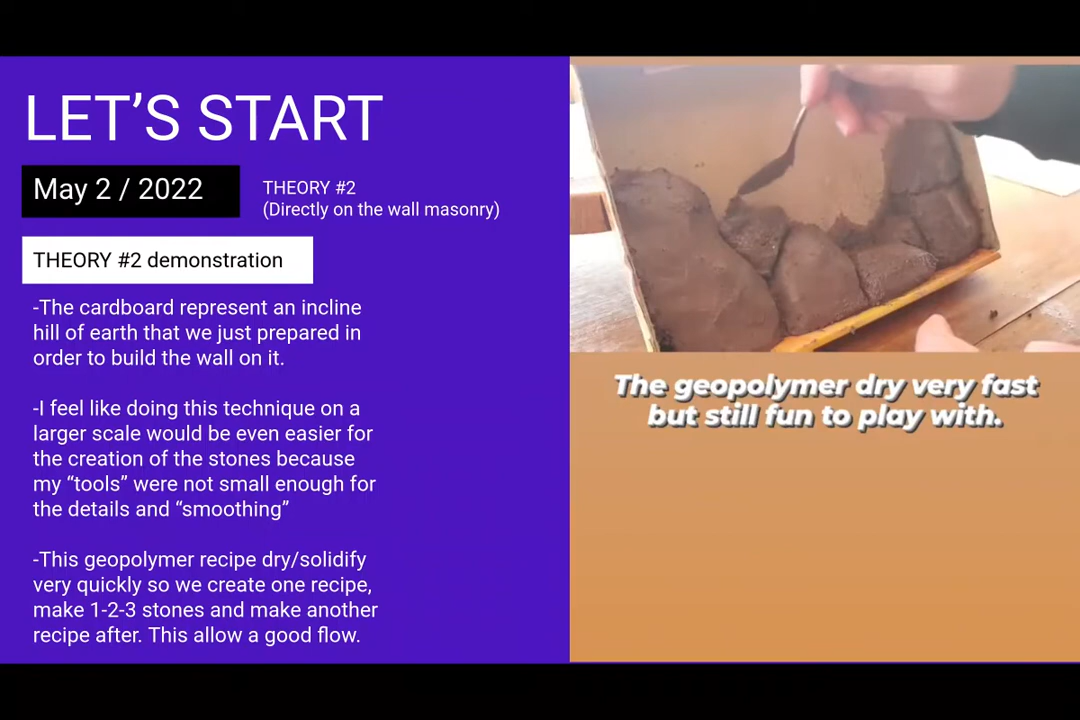 LET’S START
May 2 / 2022
THEORY #2
(Directly on the wall masonry)
THEORY #2 demonstration
-The cardboard represent an incline
hill of earth that we just prepared in
order to build the wall on it.
-I feel like doing this technique on a
larger scale would be even easier for
the creation of the stones because
my “tools” were not small enough for
the details and “smoothing”
-This geopolymer recipe dry/solidify
very quickly so we create one recipe,
make 1-2-3 stones and make another
recipe after. This allow a good flow.
The geopolymer dry very fast
but still fun to play with.